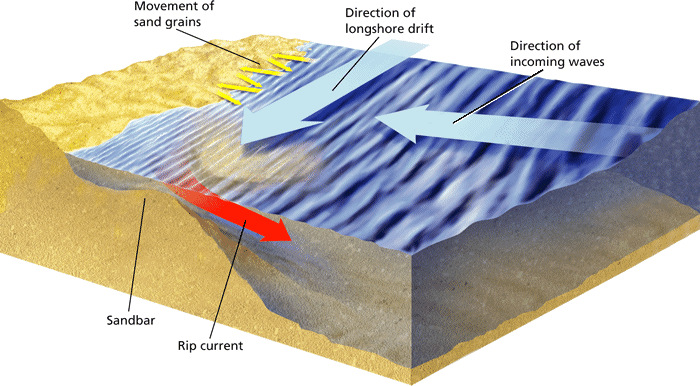 Movement of
sand grains
Direction of
longshore drift
Direction of
incoming waves
Sandbar
Rip current